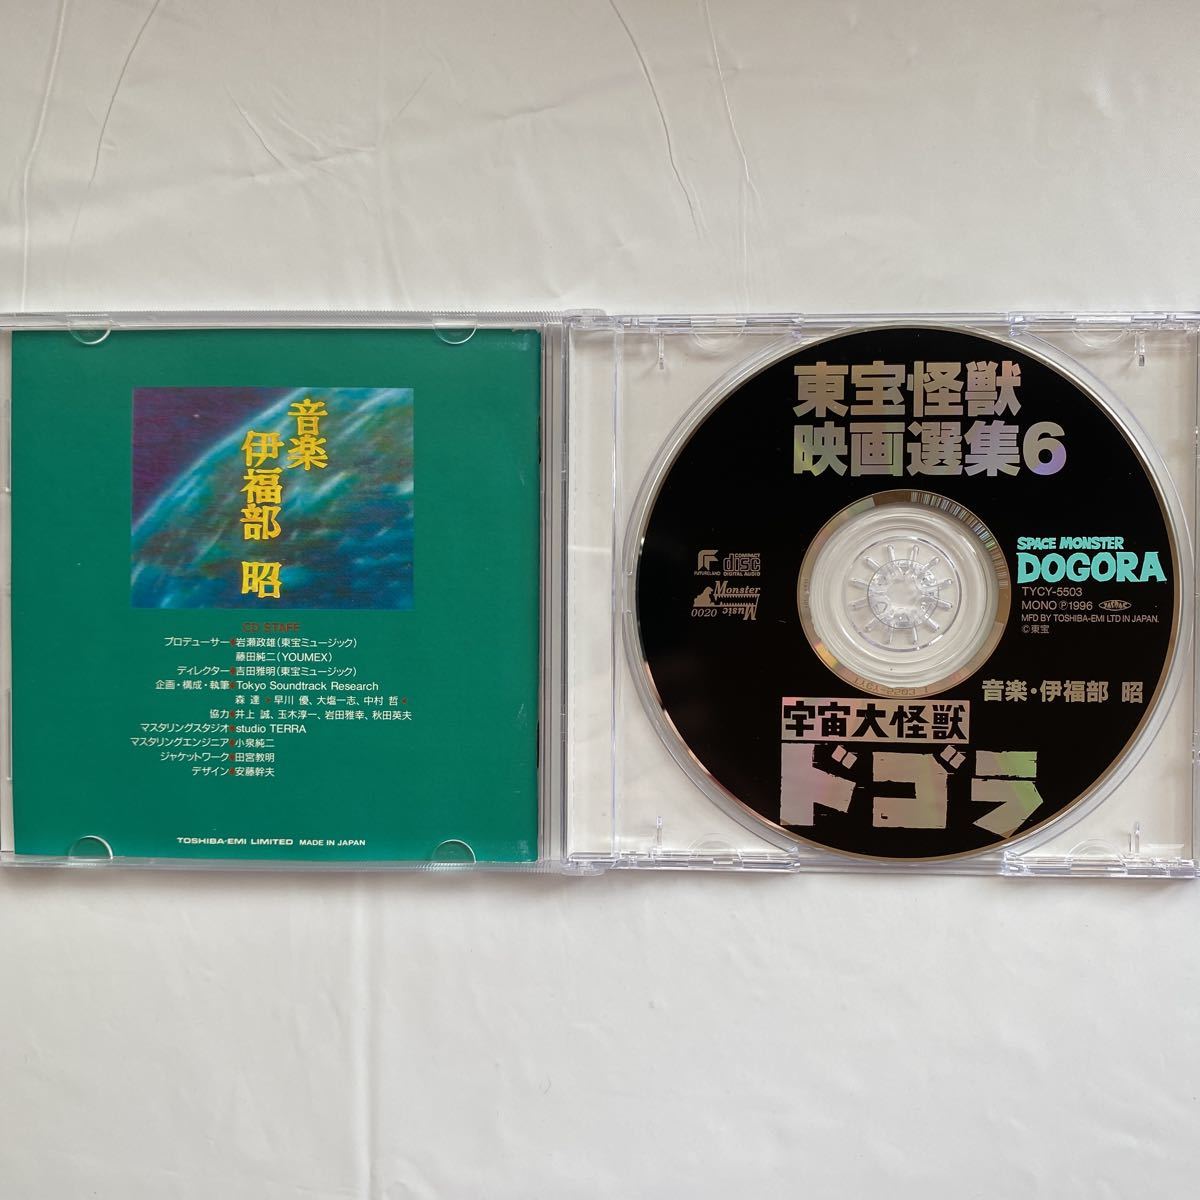 音楽
伊福部 昭
CD STAFF
プロデューサー 岩瀬政雄(東宝ミュージック)
藤田純二(YOUMEX)
ディレクター 吉田雅明(東宝ミュージック)
企画・構成・執筆 Tokyo Soundtrack Research
森 達 早川 優、大塩一志、中村 哲
協力 井上 誠、玉木淳一、岩田雅幸、秋田英夫
マスタリングスタジオ studio TERRA
マスタリングエンジニア 小泉純二
ジャケットワーク 田宮教明
デザイン 安藤幹夫
TOSHIBA-EMI LIMITED MADE IN JAPAN
東宝怪獣
映画選集6
FUTURELAND
COMPACT
disc
DIGITAL AUDIO
Monster
Music
0020
SPACE MONSTER
DOGORA
TYCY-5503
MONO Ⓟ1996
MFD BY TOSHIBA-EMI LTD IN JAPAN.
©東宝
音楽・伊福部 昭
宇宙大怪獣
ドゴラ